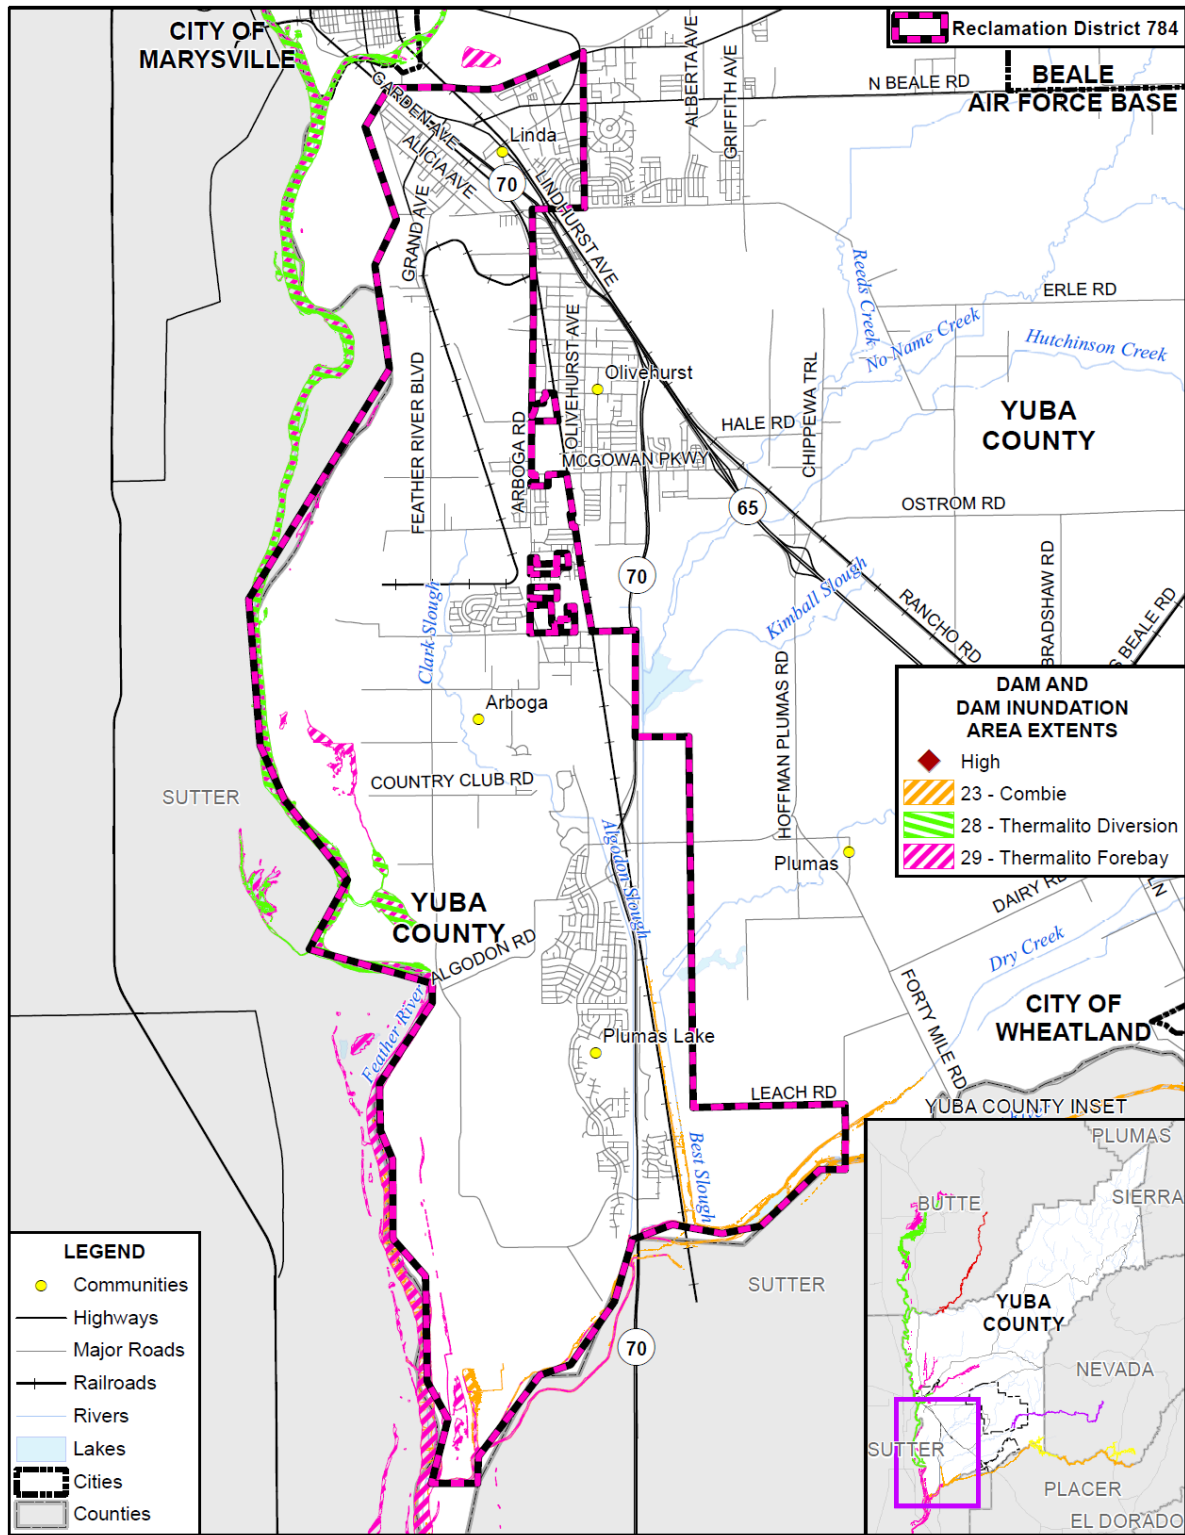 CITY OF
MARYSVILLE
Reclamation District 784
BEALE
AIR FORCE BASE
N BEALE RD
ALBERTA AVE
GRIFFITH AVE
GARDEN AVE
ALICIA AVE
Linda
70
LINDHURST AVE
GRAND AVE
Reeds Creek
ERLE RD
No Name Creek
Hutchinson Creek
FEATHER RIVER BLVD
OLIVEHURST AVE
Olivehurst
CHIPPEWA TRL
YUBA
COUNTY
HALE RD
ARBOGA RD
MCGOWAN PKWY
65
OSTROM RD
70
Clark Slough
Kimball Slough
RANCHO RD
BRADSHAW RD
S BEALE RD
HOFFMAN PLUMAS RD
DAM AND
DAM INUNDATION
AREA EXTENTS
High
23 - Combie
28 - Thermalito Diversion
29 - Thermalito Forebay
Arboga
COUNTRY CLUB RD
SUTTER
Algodon Slough
Plumas
DAIRY RD
LN
YUBA
COUNTY
ALGODON RD
Dry Creek
FORTY MILE RD
CITY OF
WHEATLAND
Feather River
Plumas Lake
LEACH RD
Best Slough
SUTTER
70
YUBA COUNTY INSET
PLUMAS
BUTTE
SIERRA
YUBA
COUNTY
NEVADA
SUTTER
PLACER
EL DORADO
LEGEND
Communities
Highways
Major Roads
Railroads
Rivers
Lakes
Cities
Counties